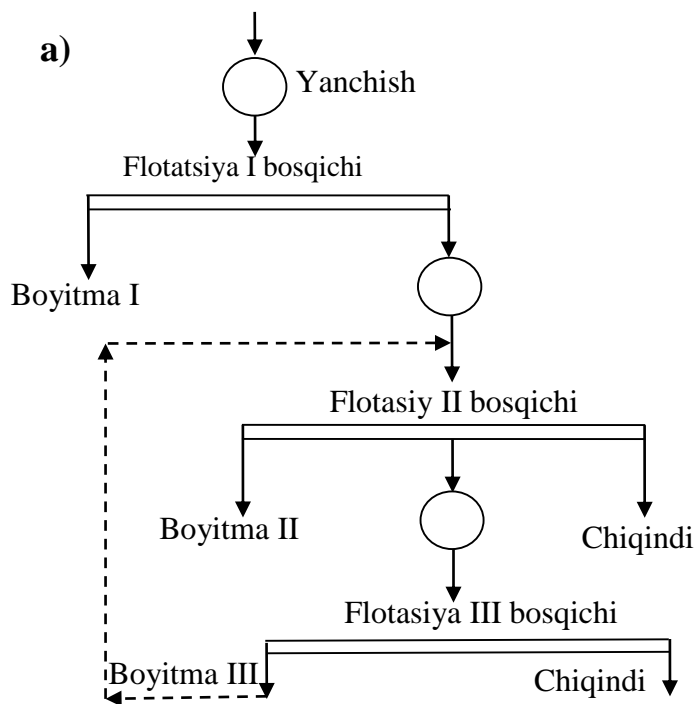 a)
Yanchish
Flotatsiya I bosqichi
Boyitma I
Flotasiy II bosqichi
Boyitma II
Chiqindi
Flotasiya III bosqichi
Boyitma III
Chiqindi